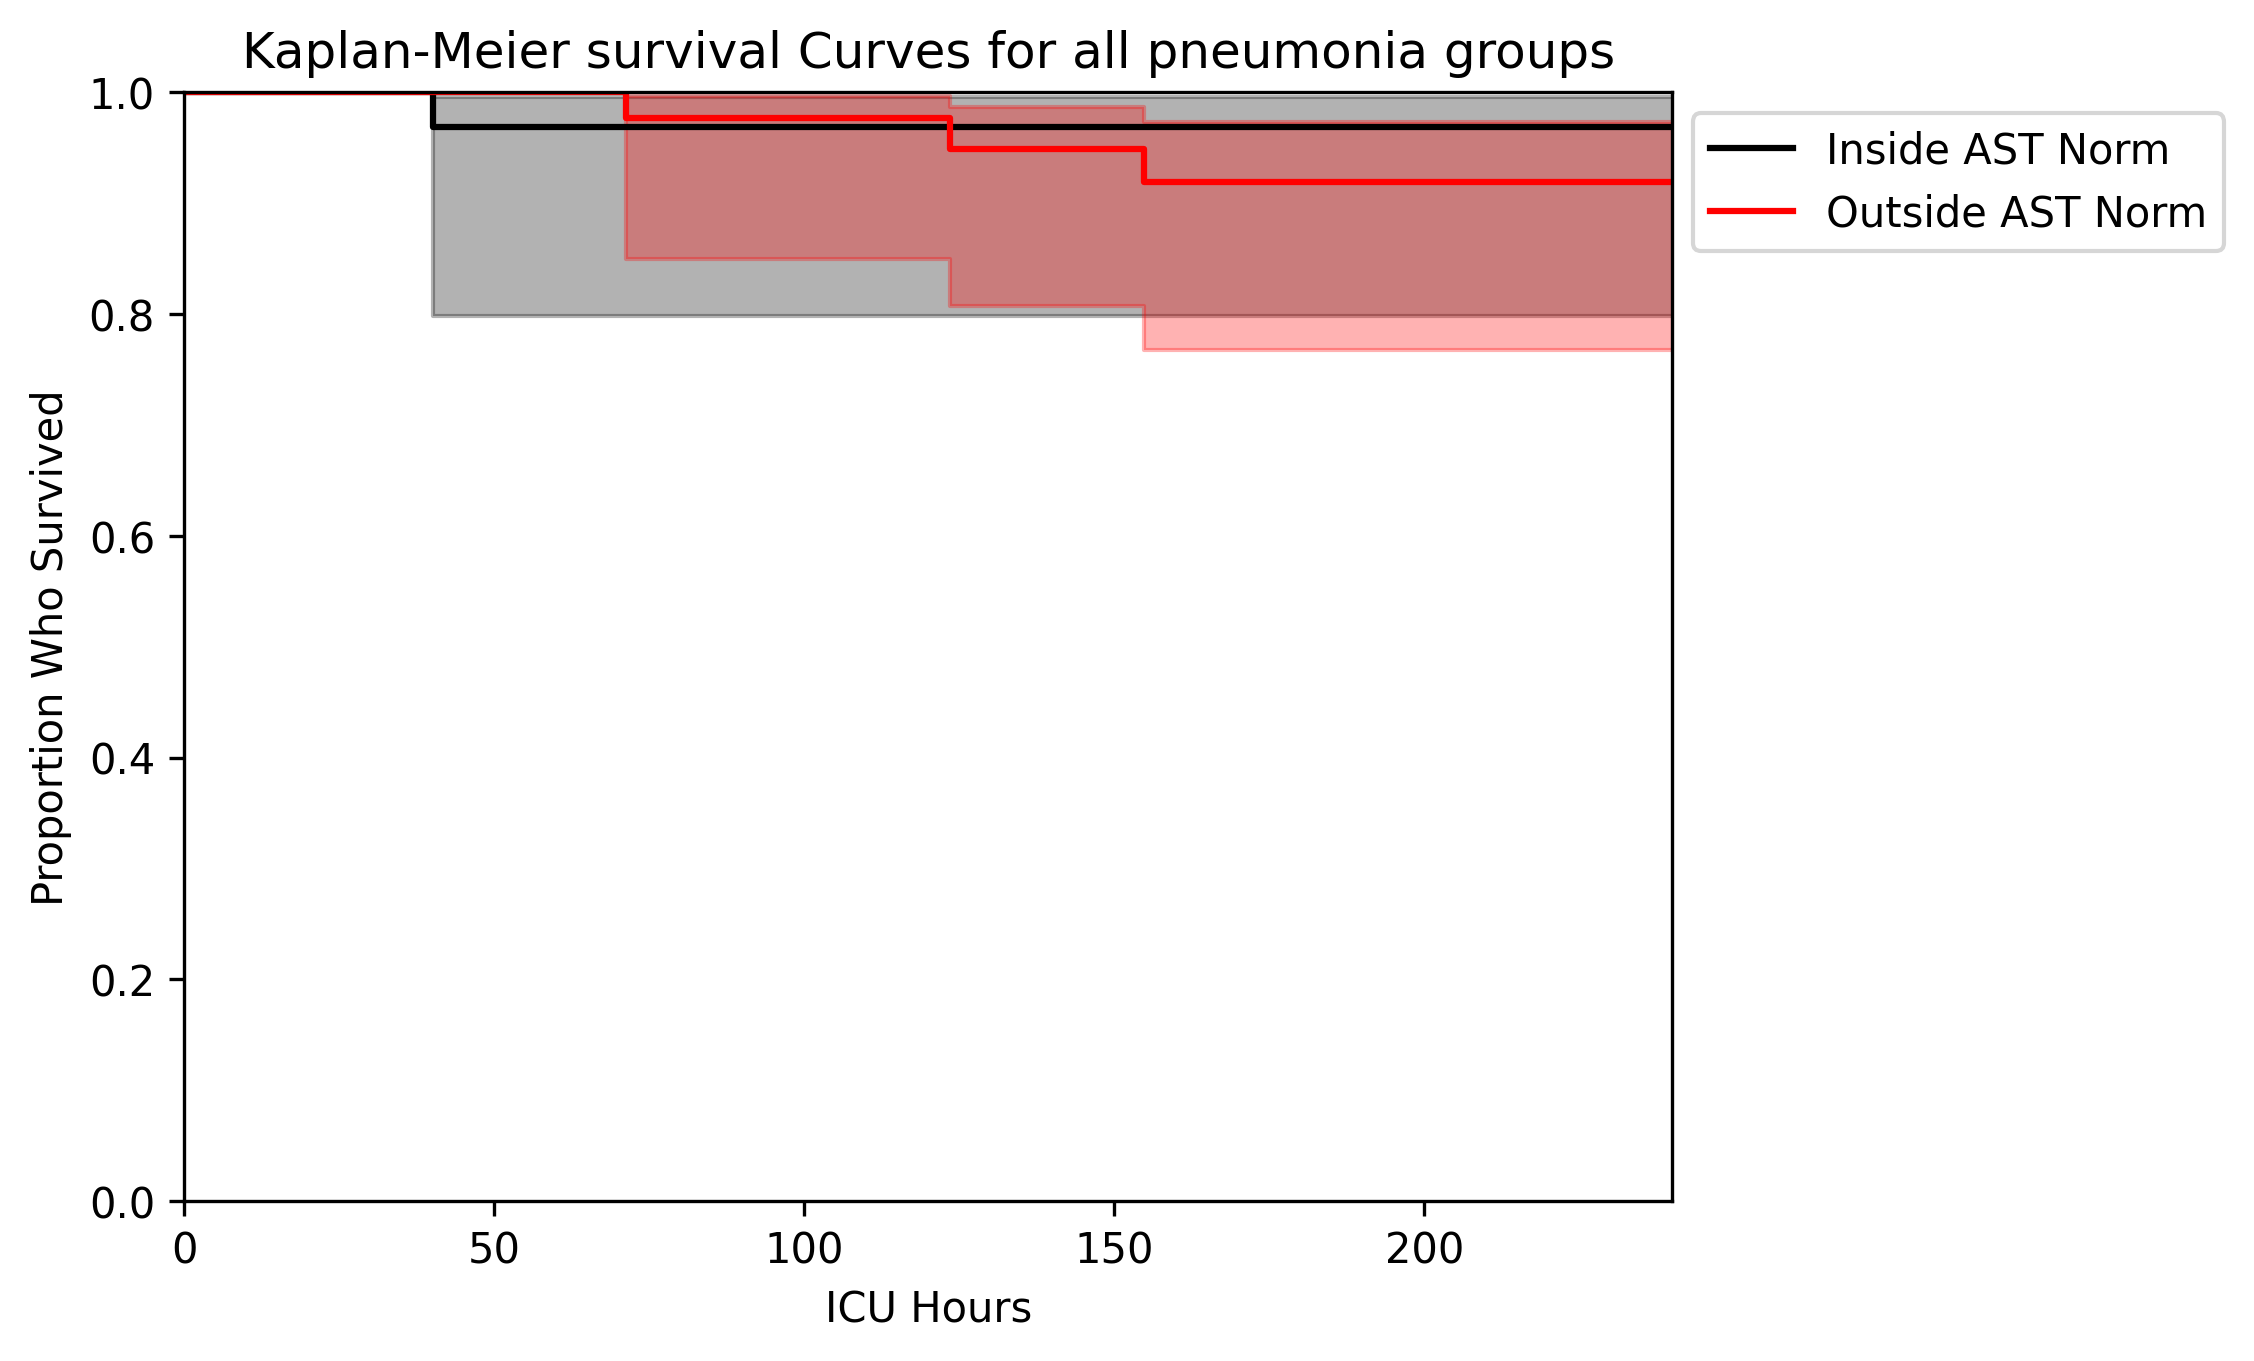 Kaplan-Meier survival Curves for all pneumonia groups
1.0
0.8
0.6
0.4
0.2
0.0
Proportion Who Survived
0 50 100 150 200
ICU Hours
Inside AST Norm
Outside AST Norm